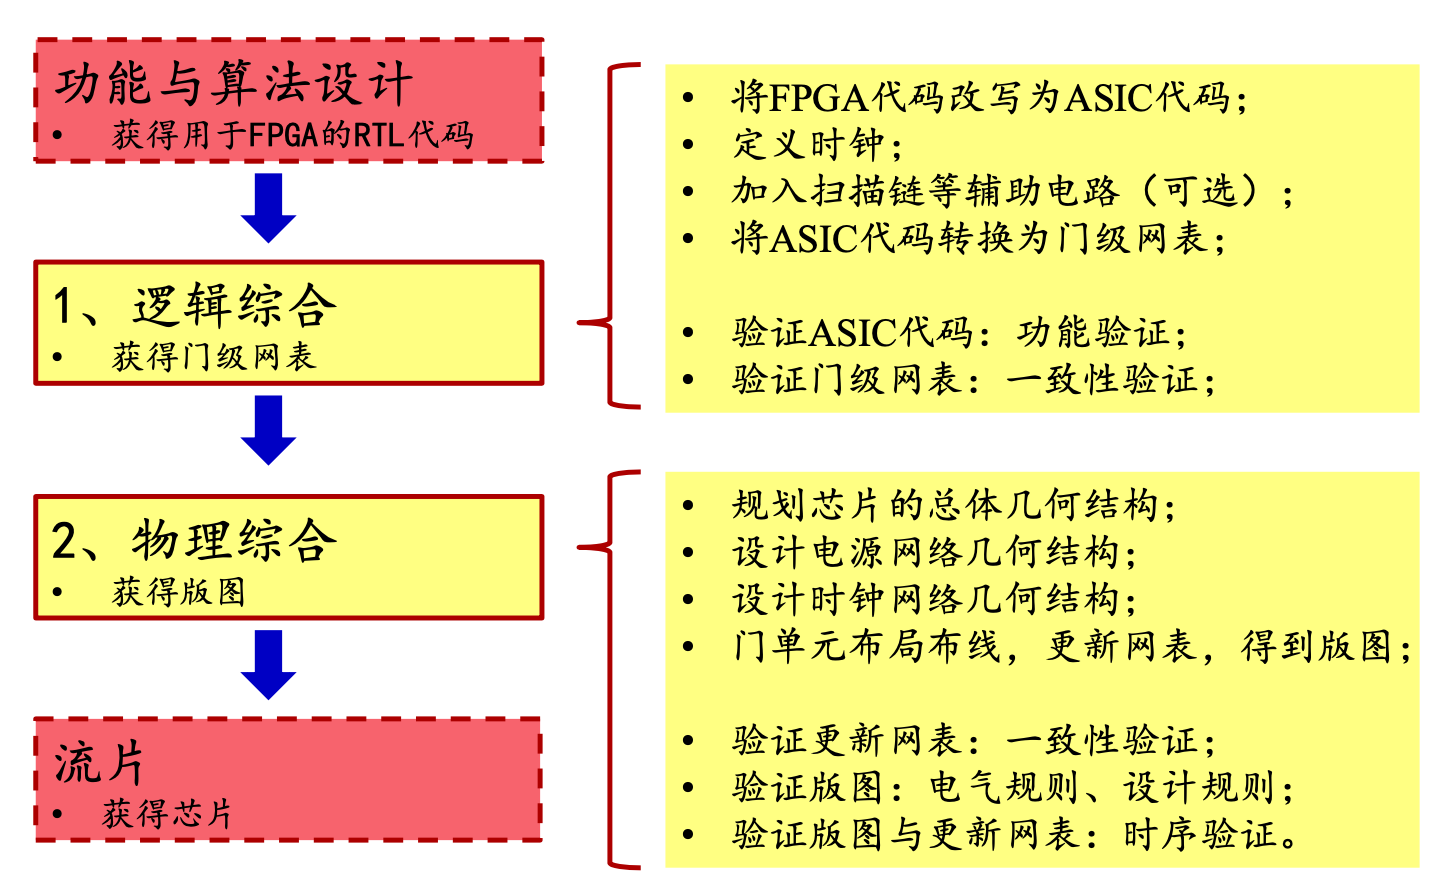 功能与算法设计
• 获得用于FPGA的RTL代码
1、逻辑综合
• 获得门级网表
2、物理综合
• 获得版图
流片
• 获得芯片
• 将FPGA代码改写为ASIC代码；
• 定义时钟；
• 加入扫描链等辅助电路（可选）；
• 将ASIC代码转换为门级网表；
• 验证ASIC代码：功能验证；
• 验证门级网表：一致性验证；
• 规划芯片的总体几何结构；
• 设计电源网络几何结构；
• 设计时钟网络几何结构；
• 门单元布局布线，更新网表，得到版图；
• 验证更新网表：一致性验证；
• 验证版图：电气规则、设计规则；
• 验证版图与更新网表：时序验证。